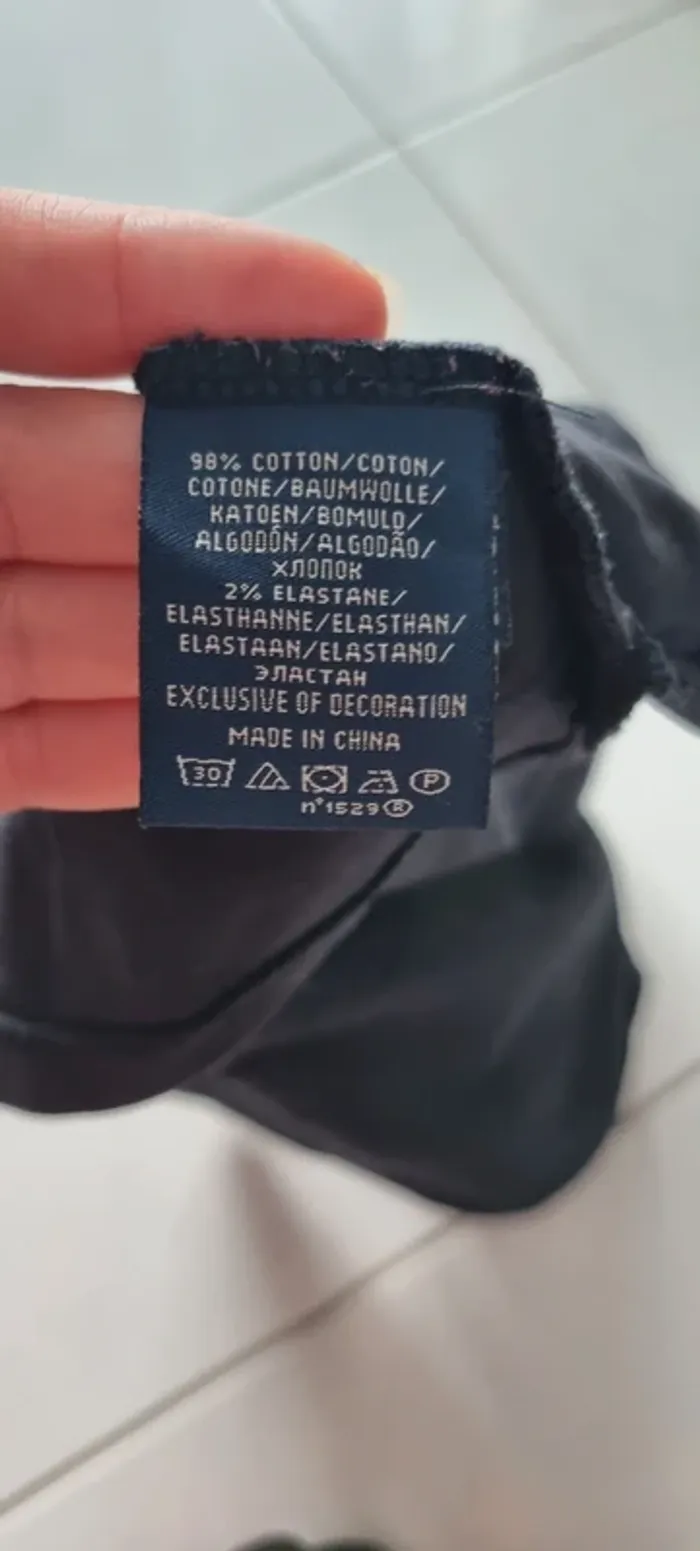 98% COTTON/COTON/
COTONE/BAUMWOLLE/
KATOEN/BOMULD/
ALGODÓN/ALGODÃO/
ХЛОПОК
2% ELASTANE/
ELASTHANNE/ELASTHAN/
ELASTAAN/ELASTANO/
ЭЛАСТАН
EXCLUSIVE OF DECORATION
MADE IN CHINA
30 P
n°1529®